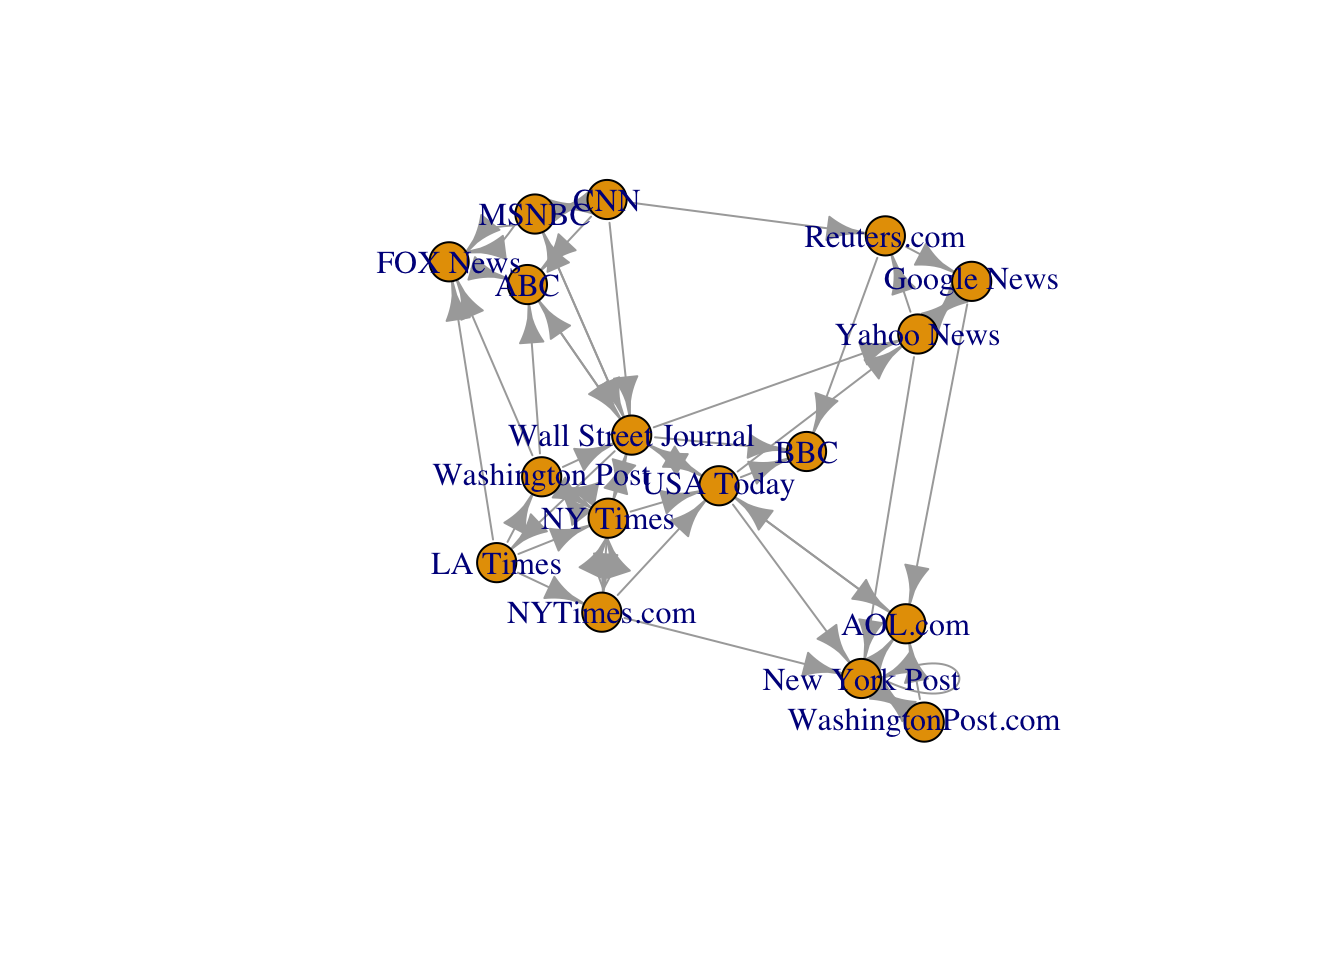 CNN
MSNBC
Reuters.com
FOX News
Google News
ABC
Yahoo News
Wall Street Journal
BBC
Washington Post
USA Today
NY Times
LA Times
NYTimes.com
AOL.com
New York Post
WashingtonPost.com